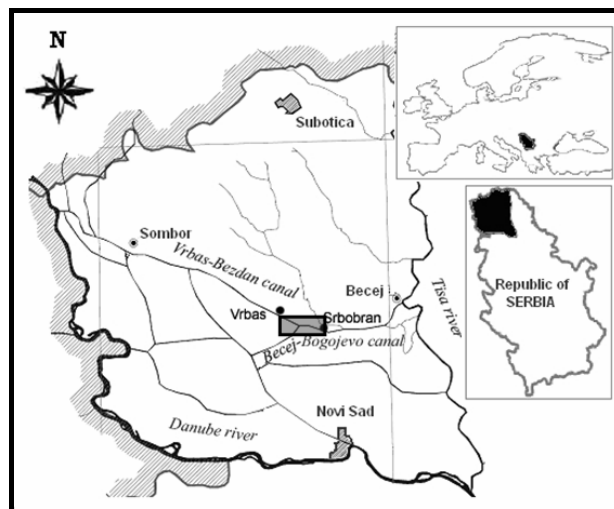 N
Subotica
Sombor
Vrbas-Bezdan canal
Becej
Vrbas
Srbobran
Becej-Bogojevo canal
Tisa river
Novi Sad
Danube river
Republic of
SERBIA